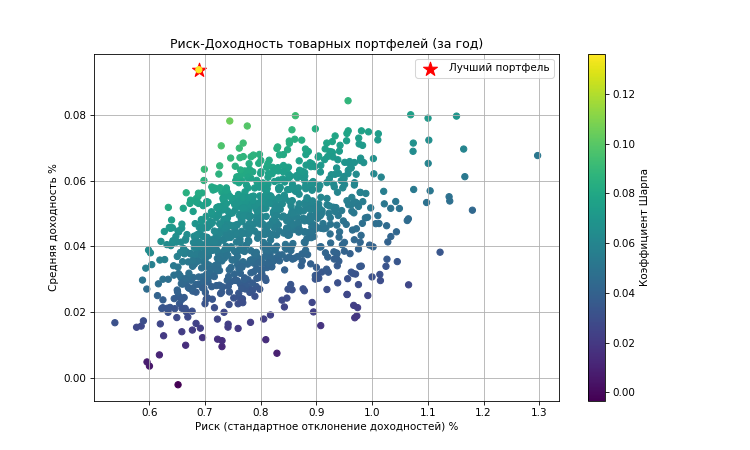 Риск-Доходность товарных портфелей (за год)
Лучший портфель
Средняя доходность %
0.08
0.06
0.04
0.02
0.00
0.6 0.7 0.8 0.9 1.0 1.1 1.2 1.3
Риск (стандартное отклонение доходностей) %
0.12
0.10
0.08
0.06
0.04
0.02
0.00
Коэффициент Шарпа